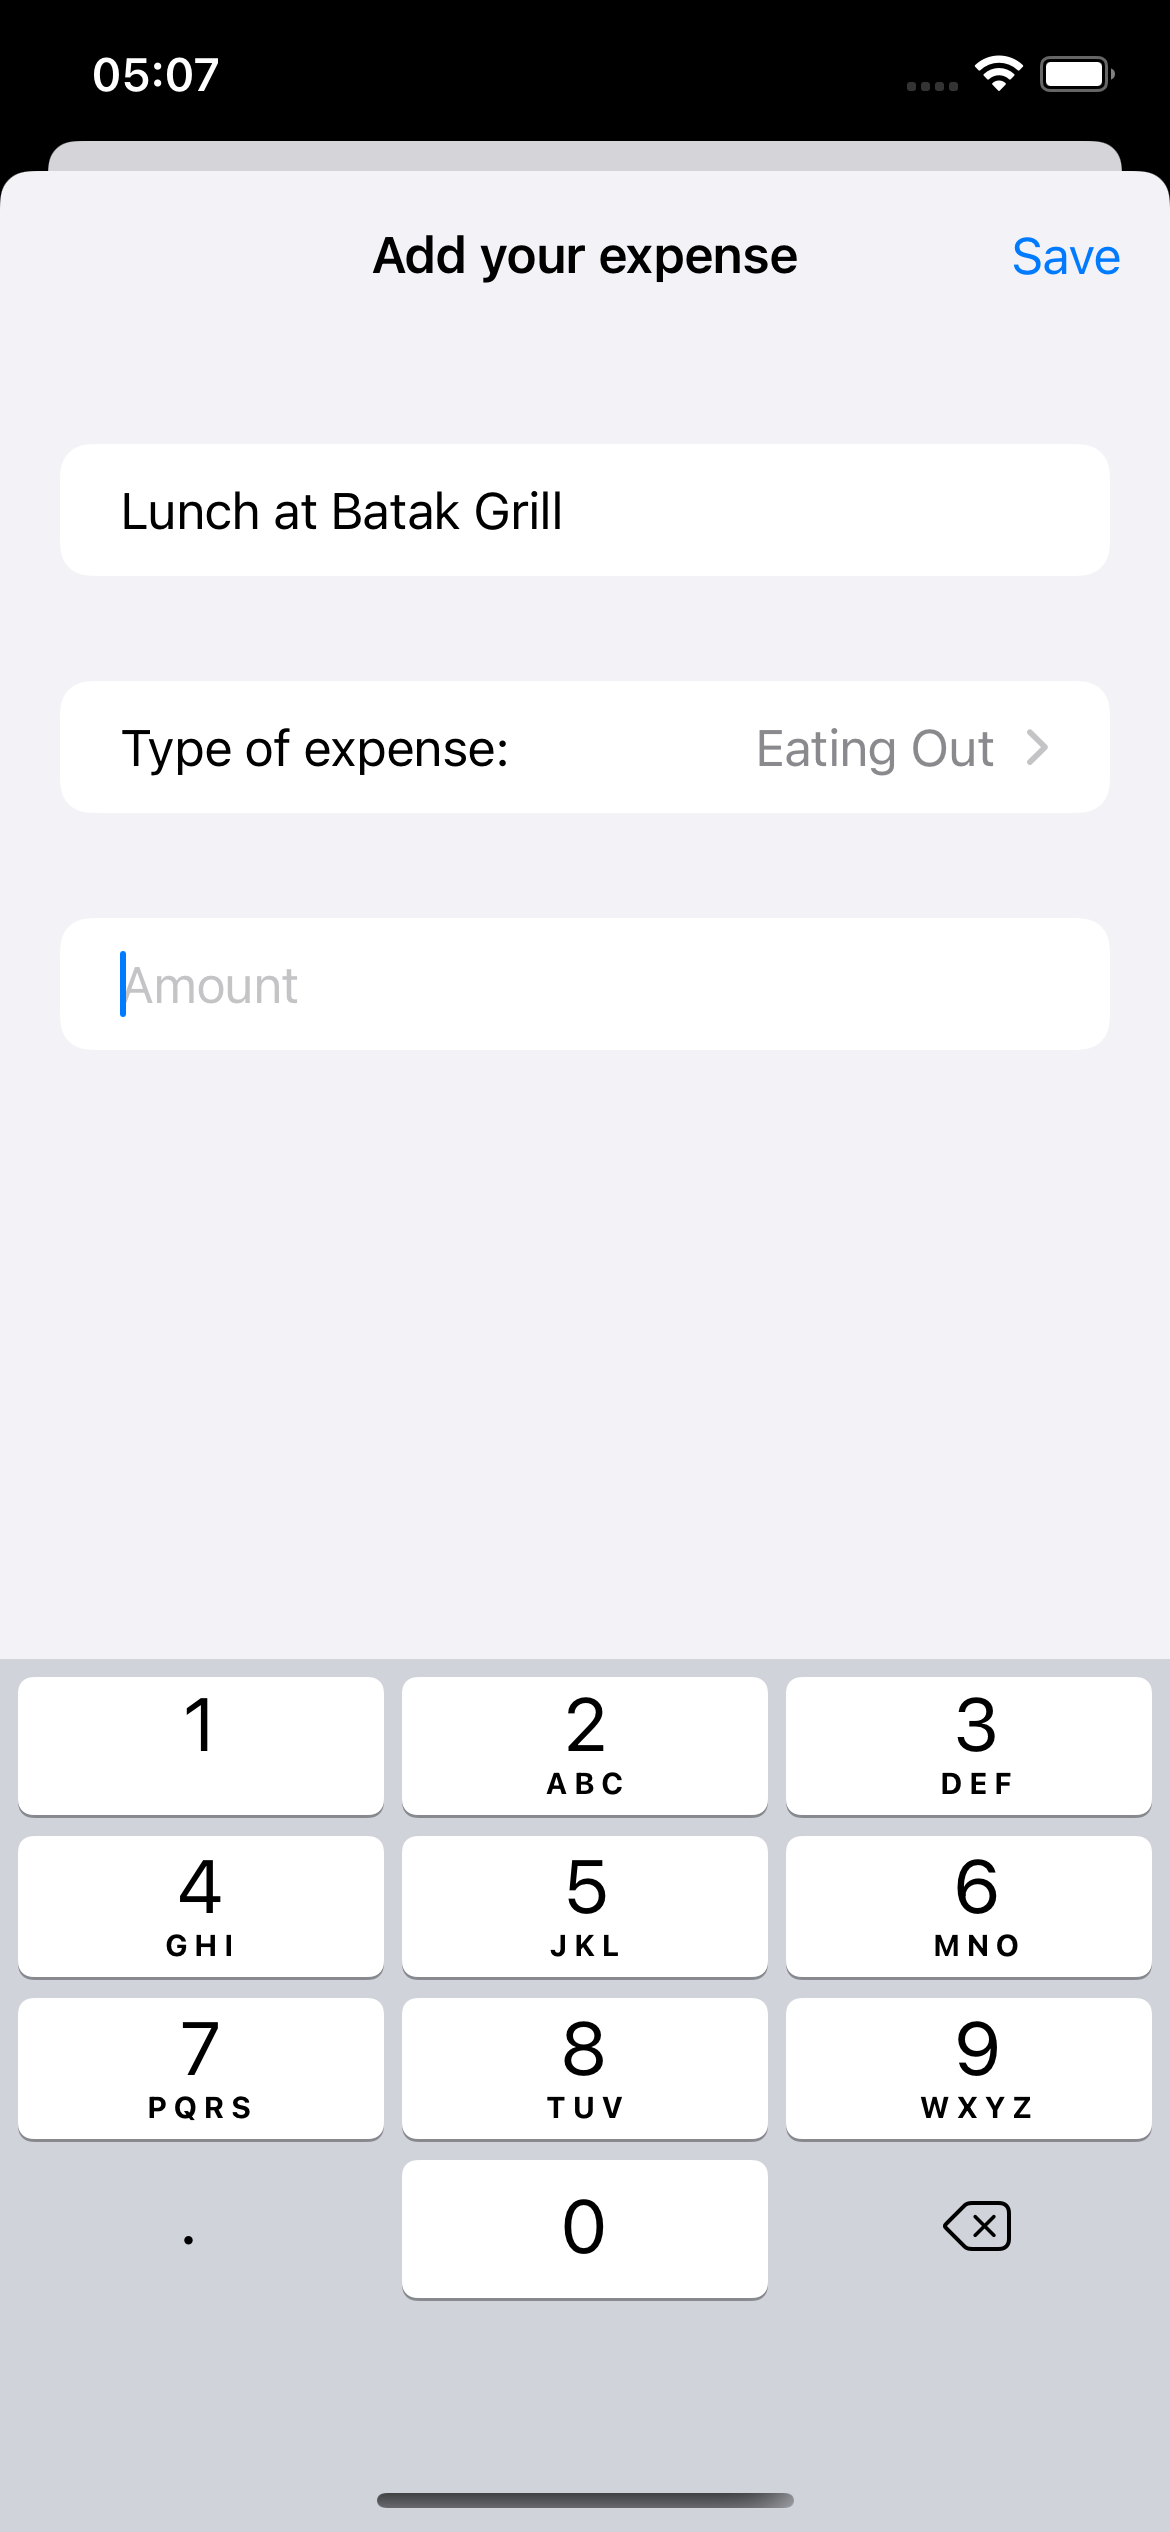 05:07
Add your expense
Save
Lunch at Batak Grill
Type of expense:
Eating Out
Amount
1
2
ABC
3
DEF
4
GHI
5
JKL
6
MNO
7
PQRS
8
TUV
9
WXYZ
.
0